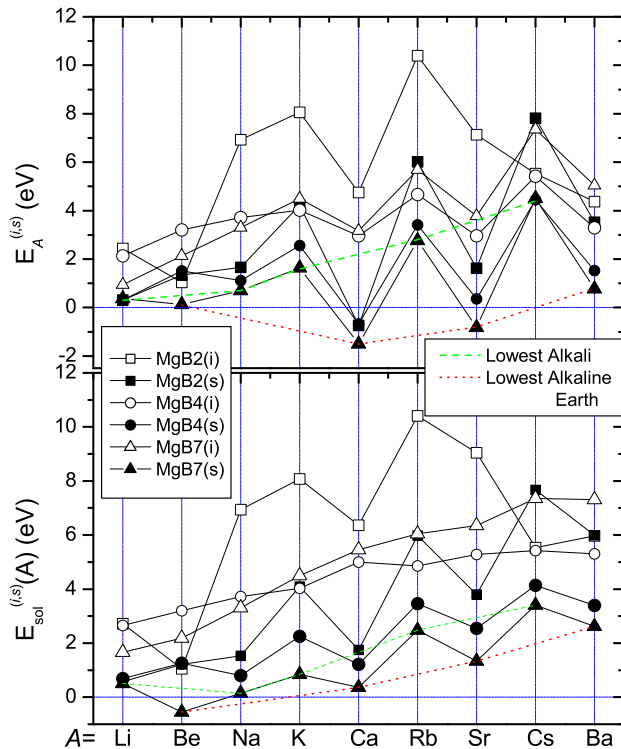 12
10
8
6
4
2
0
-2
E_A^(i,s) (eV)
MgB2(i)
MgB2(s)
MgB4(i)
MgB4(s)
MgB7(i)
MgB7(s)
Lowest Alkali
Lowest Alkaline
Earth
12
10
8
6
4
2
0
E_sol^(i,s)(A) (eV)
A= Li Be Na K Ca Rb Sr Cs Ba